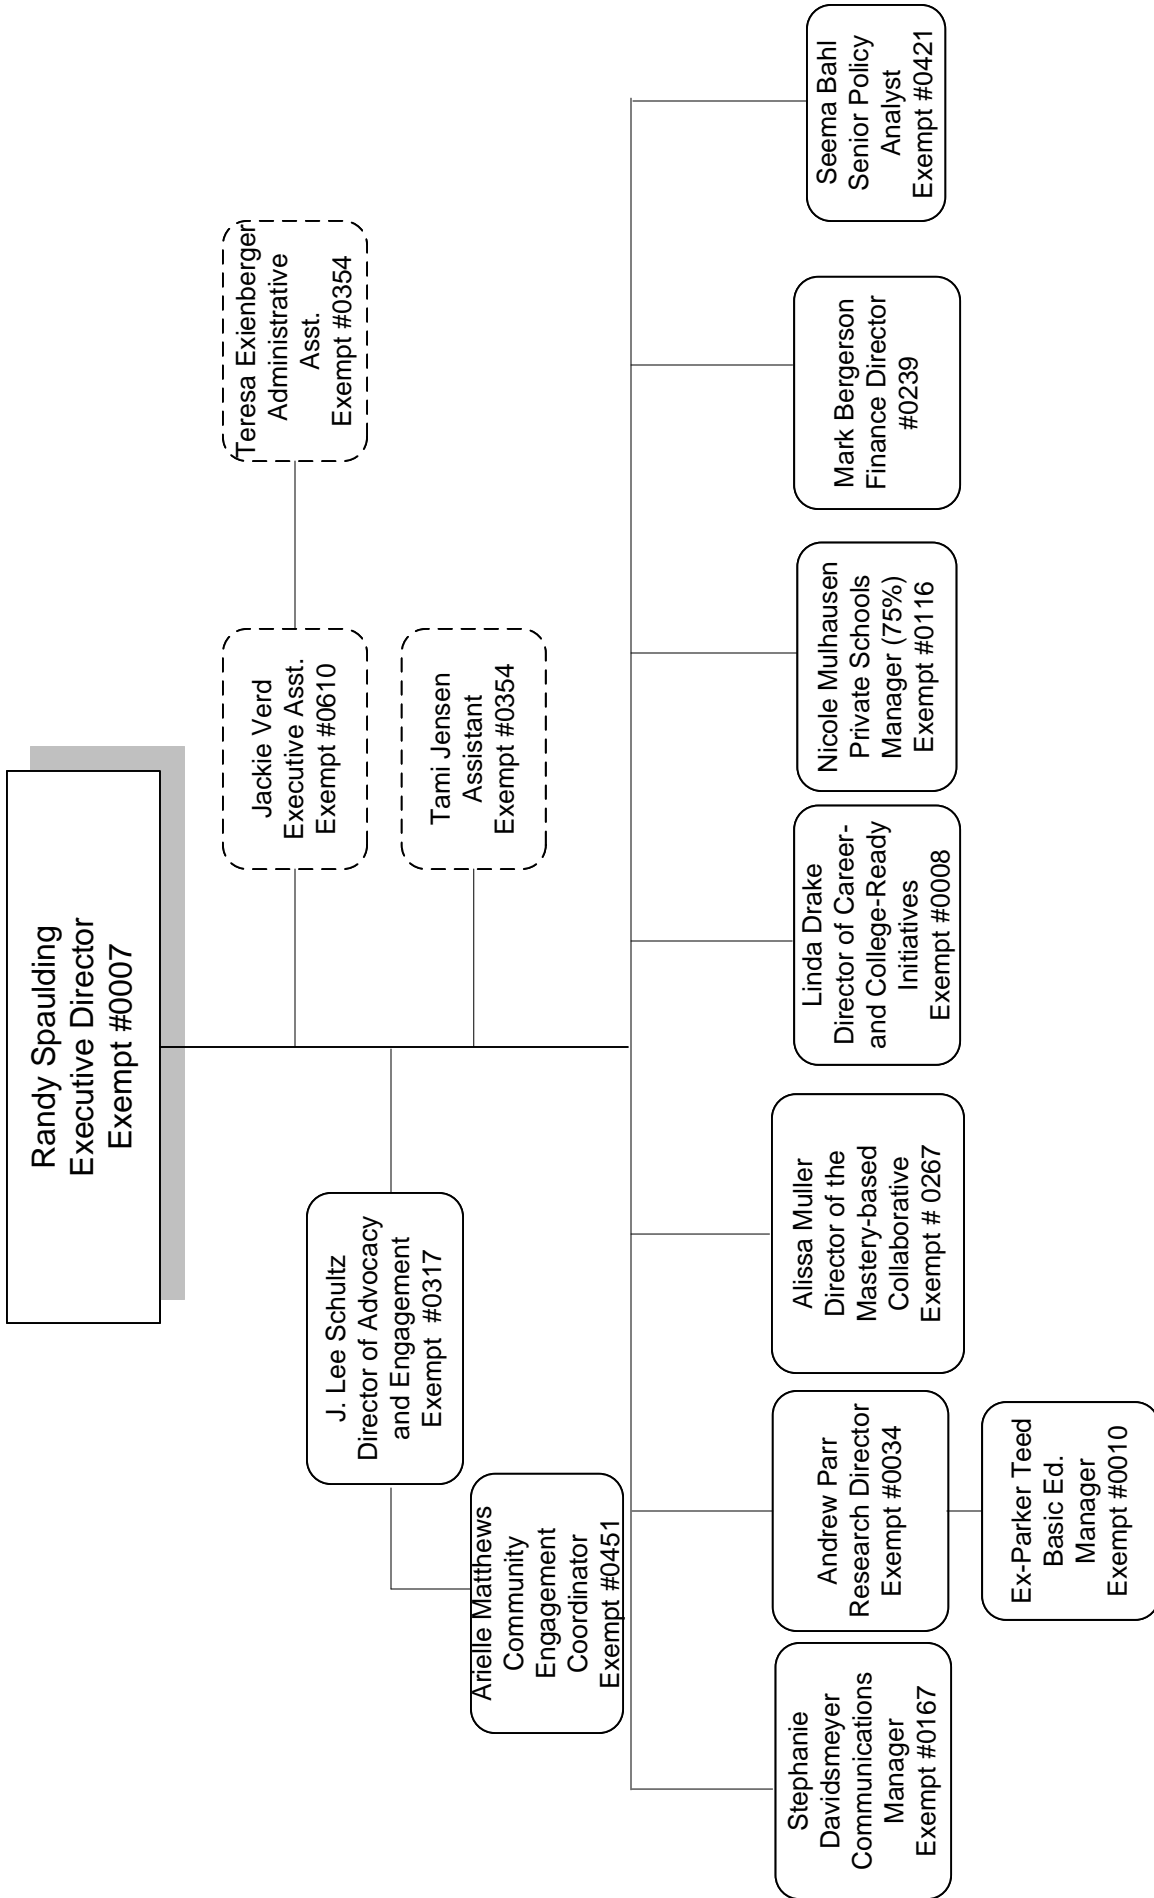 Randy Spaulding
Executive Director
Exempt #0007
Teresa Exienberger
Administrative
Asst.
Exempt #0354
Jackie Verd
Executive Asst.
Exempt #0610
Tami Jensen
Assistant
Exempt #0354
J. Lee Schultz
Director of Advocacy
and Engagement
Exempt #0317
Arielle Matthews
Community
Engagement
Coordinator
Exempt #0451
Stephanie
Davidsmeyer
Communications
Manager
Exempt #0167
Andrew Parr
Research Director
Exempt #0034
Ex-Parker Teed
Basic Ed.
Manager
Exempt #0010
Alissa Muller
Director of the
Mastery-based
Collaborative
Exempt # 0267
Linda Drake
Director of Career-
and College-Ready
Initiatives
Exempt #0008
Nicole Mulhausen
Private Schools
Manager (75%)
Exempt #0116
Mark Bergerson
Finance Director
#0239
Seema Bahl
Senior Policy
Analyst
Exempt #0421